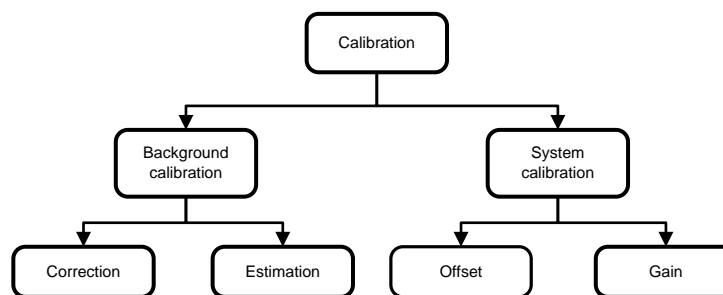 Calibration
Background
calibration
System
calibration
Correction
Estimation
Offset
Gain